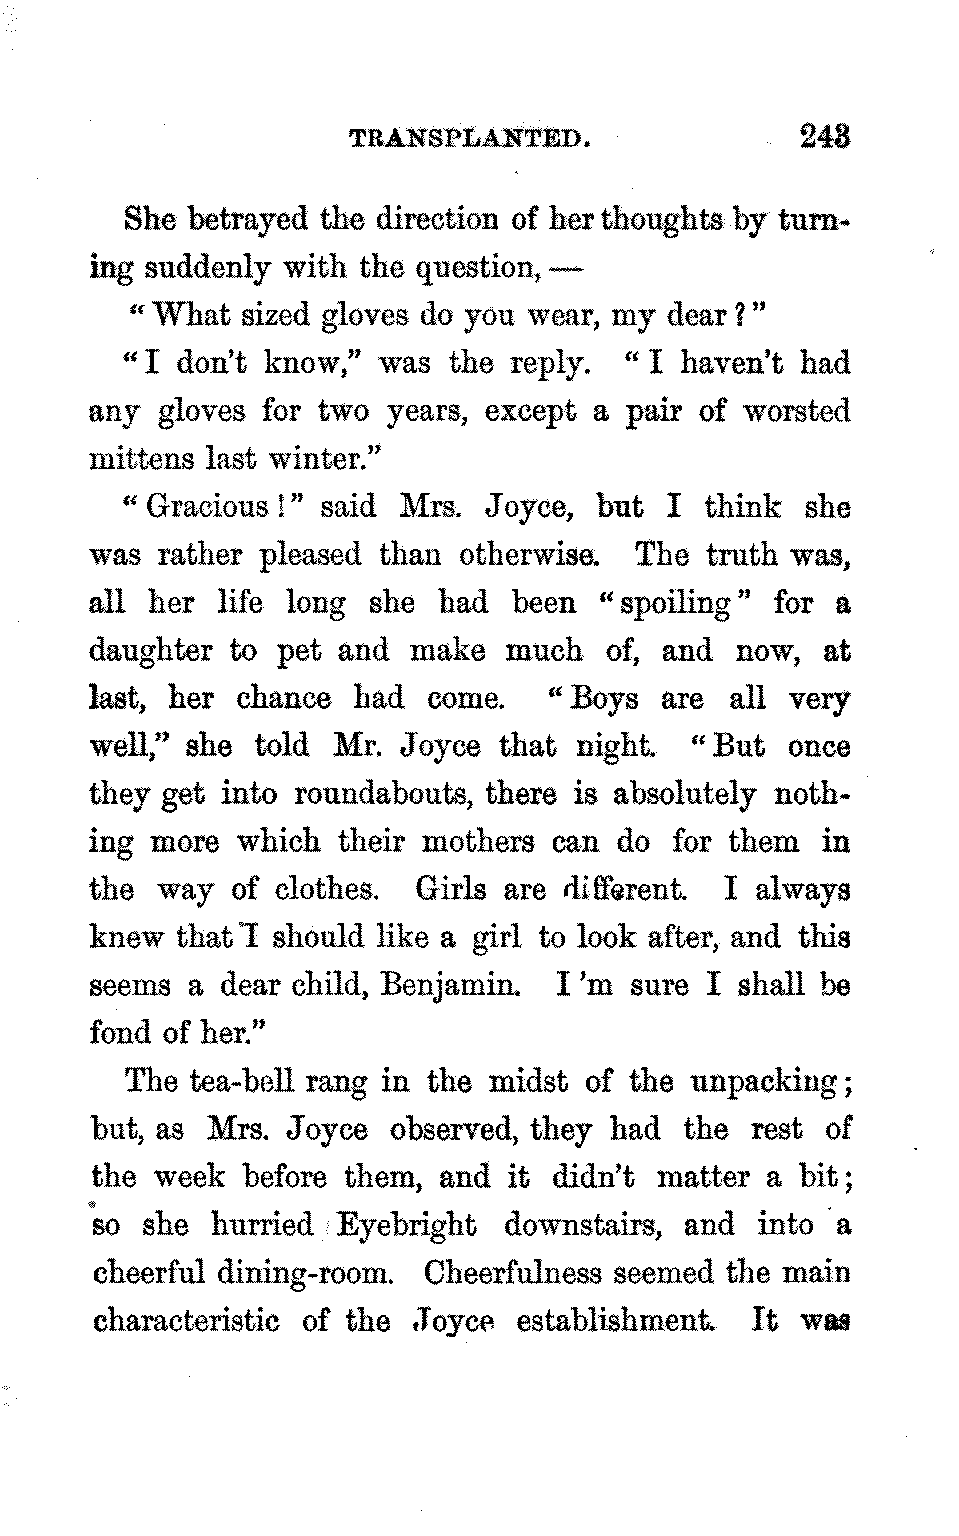 TRANSPLANTED. 243
She betrayed the direction of her thoughts by turn-
ing suddenly with the question, —
"What sized gloves do you wear, my dear?"
"I don't know," was the reply. "I haven't had
any gloves for two years, except a pair of worsted
mittens last winter."
"Gracious!" said Mrs. Joyce, but I think she
was rather pleased than otherwise. The truth was,
all her life long she had been "spoiling" for a
daughter to pet and make much of, and now, at
last, her chance had come. "Boys are all very
well," she told Mr. Joyce that night. "But once
they get into roundabouts, there is absolutely noth-
ing more which their mothers can do for them in
the way of clothes. Girls are different. I always
knew that I should like a girl to look after, and this
seems a dear child, Benjamin. I 'm sure I shall be
fond of her."
The tea-bell rang in the midst of the unpacking;
but, as Mrs. Joyce observed, they had the rest of
the week before them, and it didn't matter a bit;
so she hurried Eyebright downstairs, and into a
cheerful dining-room. Cheerfulness seemed the main
characteristic of the Joyce establishment. It was